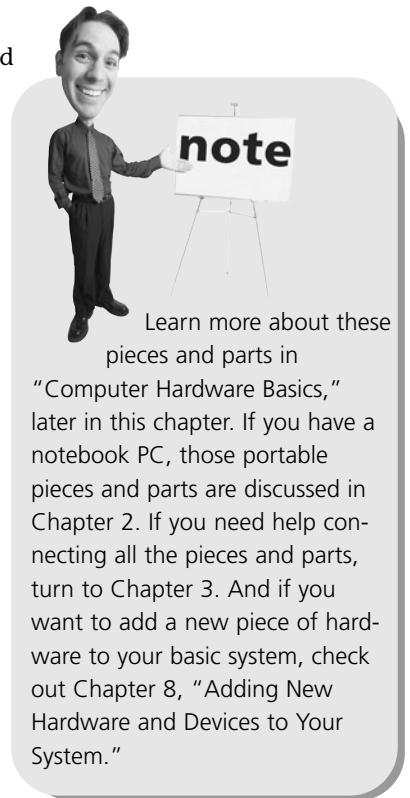 d
note
Learn more about these
pieces and parts in
“Computer Hardware Basics,”
later in this chapter. If you have a
notebook PC, those portable
pieces and parts are discussed in
Chapter 2. If you need help con-
necting all the pieces and parts,
turn to Chapter 3. And if you
want to add a new piece of hard-
ware to your basic system, check
out Chapter 8, “Adding New
Hardware and Devices to Your
System.”